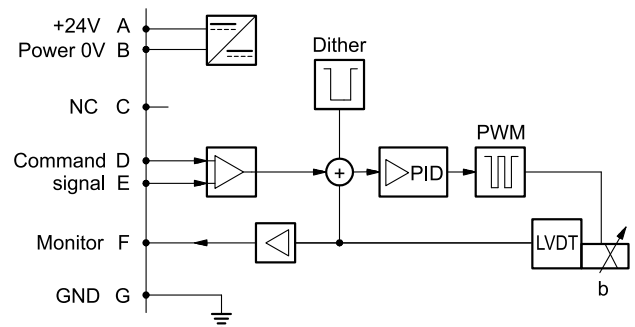 +24V A
Power 0V B
Dither
NC C
PWM
Command D
signal E
+
PID
Monitor F
LVDT
b
GND G